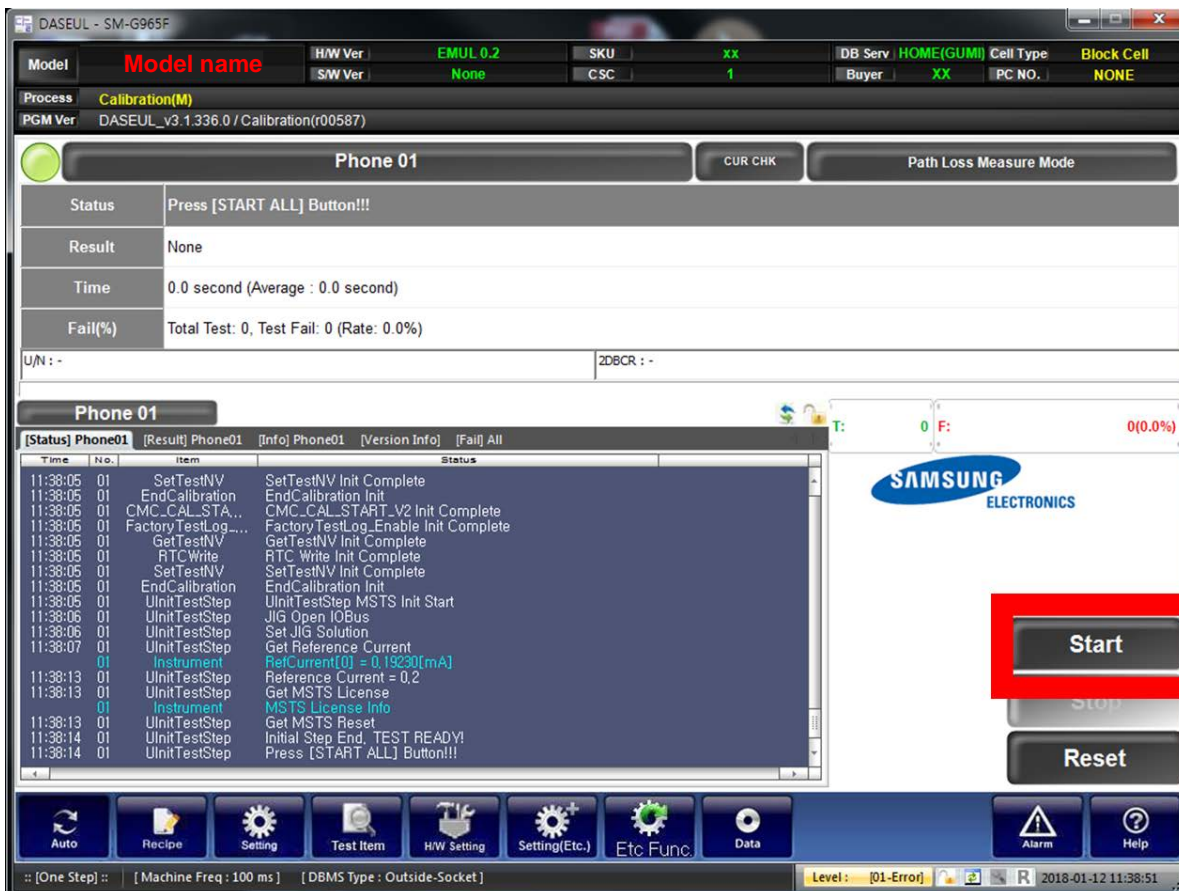 DASEUL - SM-G965F
Model Model name H/W Ver EMUL 0.2 SKU xx DB Serv HOME(GUMI) Cell Type Block Cell
S/W Ver None CSC 1 Buyer XX PC NO. NONE
Process Calibration(M)
PGM Ver DASEUL_v3.1.336.0 / Calibration(r00587)
Phone 01 CUR CHK Path Loss Measure Mode
Status Press [START ALL] Button!!!
Result None
Time 0.0 second (Average : 0.0 second)
Fail(%) Total Test: 0, Test Fail: 0 (Rate: 0.0%)
U/N : - 2DBCR : -
Phone 01
T: 0 F: 0(0.0%)
[Status] Phone01 [Result] Phone01 [Info] Phone01 [Version Info] [Fail] All
Time No. Item Status
11:38:05 01 SetTestNV SetTestNV Init Complete
11:38:05 01 EndCalibration EndCalibration Init
11:38:05 01 CMC_CAL_STA... CMC_CAL_START_V2 Init Complete
11:38:05 01 FactoryTestLog_... FactoryTestLog_Enable Init Complete
11:38:05 01 GetTestNV GetTestNV Init Complete
11:38:05 01 RTCWrite RTC Write Init Complete
11:38:05 01 SetTestNV SetTestNV Init Complete
11:38:05 01 EndCalibration EndCalibration Init
11:38:05 01 UInitTestStep UInitTestStep MSTS Init Start
11:38:06 01 UInitTestStep JIG Open IOBus
11:38:06 01 UInitTestStep Set JIG Solution
11:38:07 01 UInitTestStep Get Reference Current
01 Instrument RefCurrent[0] = 0,19230[mA]
11:38:13 01 UInitTestStep Reference Current = 0,2
11:38:13 01 UInitTestStep Get MSTS License
01 Instrument MSTS License Info
11:38:13 01 UInitTestStep Get MSTS Reset
11:38:14 01 UInitTestStep Initial Step End, TEST READY!
11:38:14 01 UInitTestStep Press [START ALL] Button!!!
SAMSUNG
ELECTRONICS
Start
Stop
Reset
Auto Recipe Setting Test Item H/W Setting Setting(Etc.) Etc Func. Data Alarm Help
:: [One Step] :: [ Machine Freq : 100 ms ] [ DBMS Type : Outside-Socket ] Level : [01-Error] R 2018-01-12 11:38:51